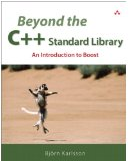 Beyond the
C++ Standard Library
An Introduction to Boost
Björn Karlsson